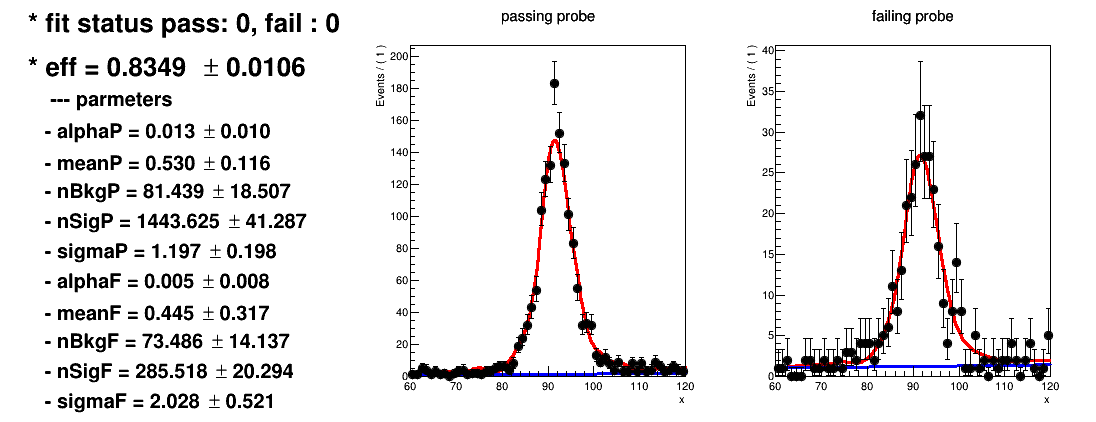 * fit status pass: 0, fail : 0
* eff = 0.8349 ± 0.0106
--- parmeters
- alphaP = 0.013 ± 0.010
- meanP = 0.530 ± 0.116
- nBkgP = 81.439 ± 18.507
- nSigP = 1443.625 ± 41.287
- sigmaP = 1.197 ± 0.198
- alphaF = 0.005 ± 0.008
- meanF = 0.445 ± 0.317
- nBkgF = 73.486 ± 14.137
- nSigF = 285.518 ± 20.294
- sigmaF = 2.028 ± 0.521
passing probe
Events / ( 1 )
200
180
160
140
120
100
80
60
40
20
0
60 70 80 90 100 110 120
x
failing probe
Events / ( 1 )
40
35
30
25
20
15
10
5
0
60 70 80 90 100 110 120
x